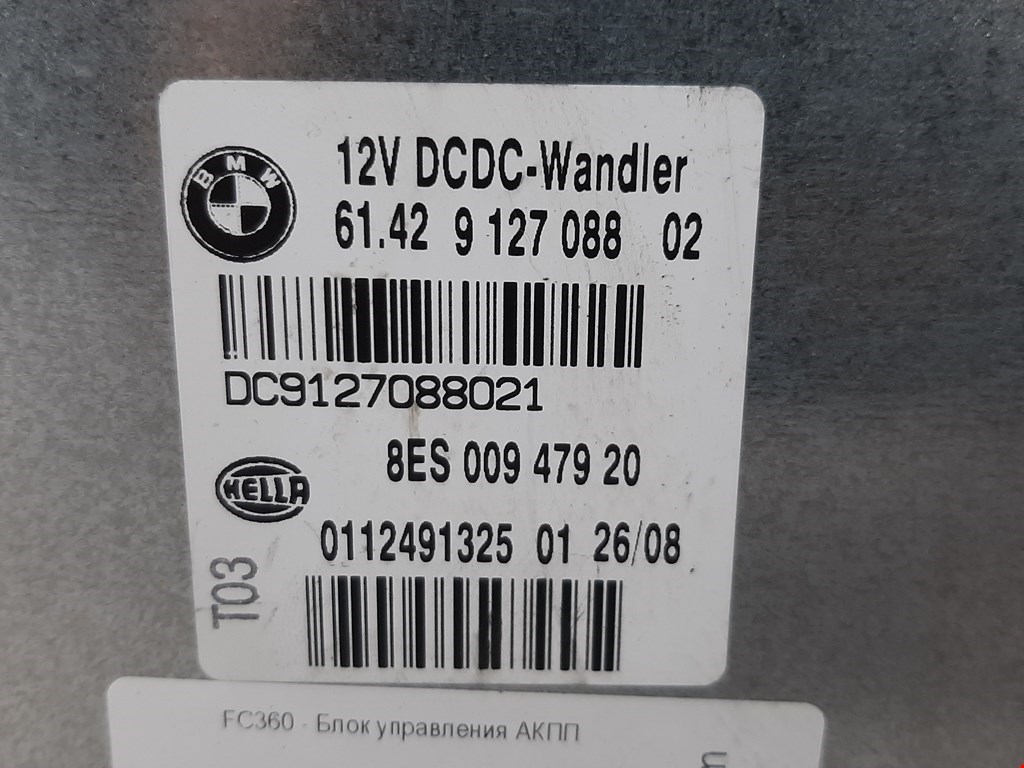 BMW
12V DCDC-Wandler
61.42 9 127 088 02
DC9127088021
8ES 009 479 20
HELLA
0112491325 01 26/08
T03
FC360 - Блок управления АКПП